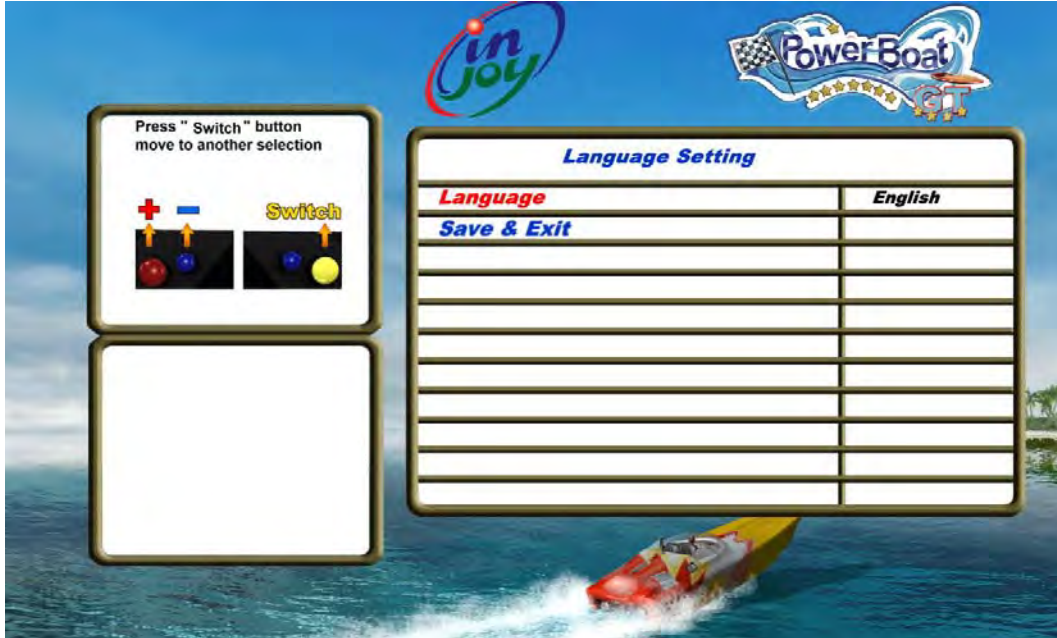 in
joy
PowerBoat
GT
Press " Switch " button
move to another selection
Switch
Language Setting
Language English
Save & Exit